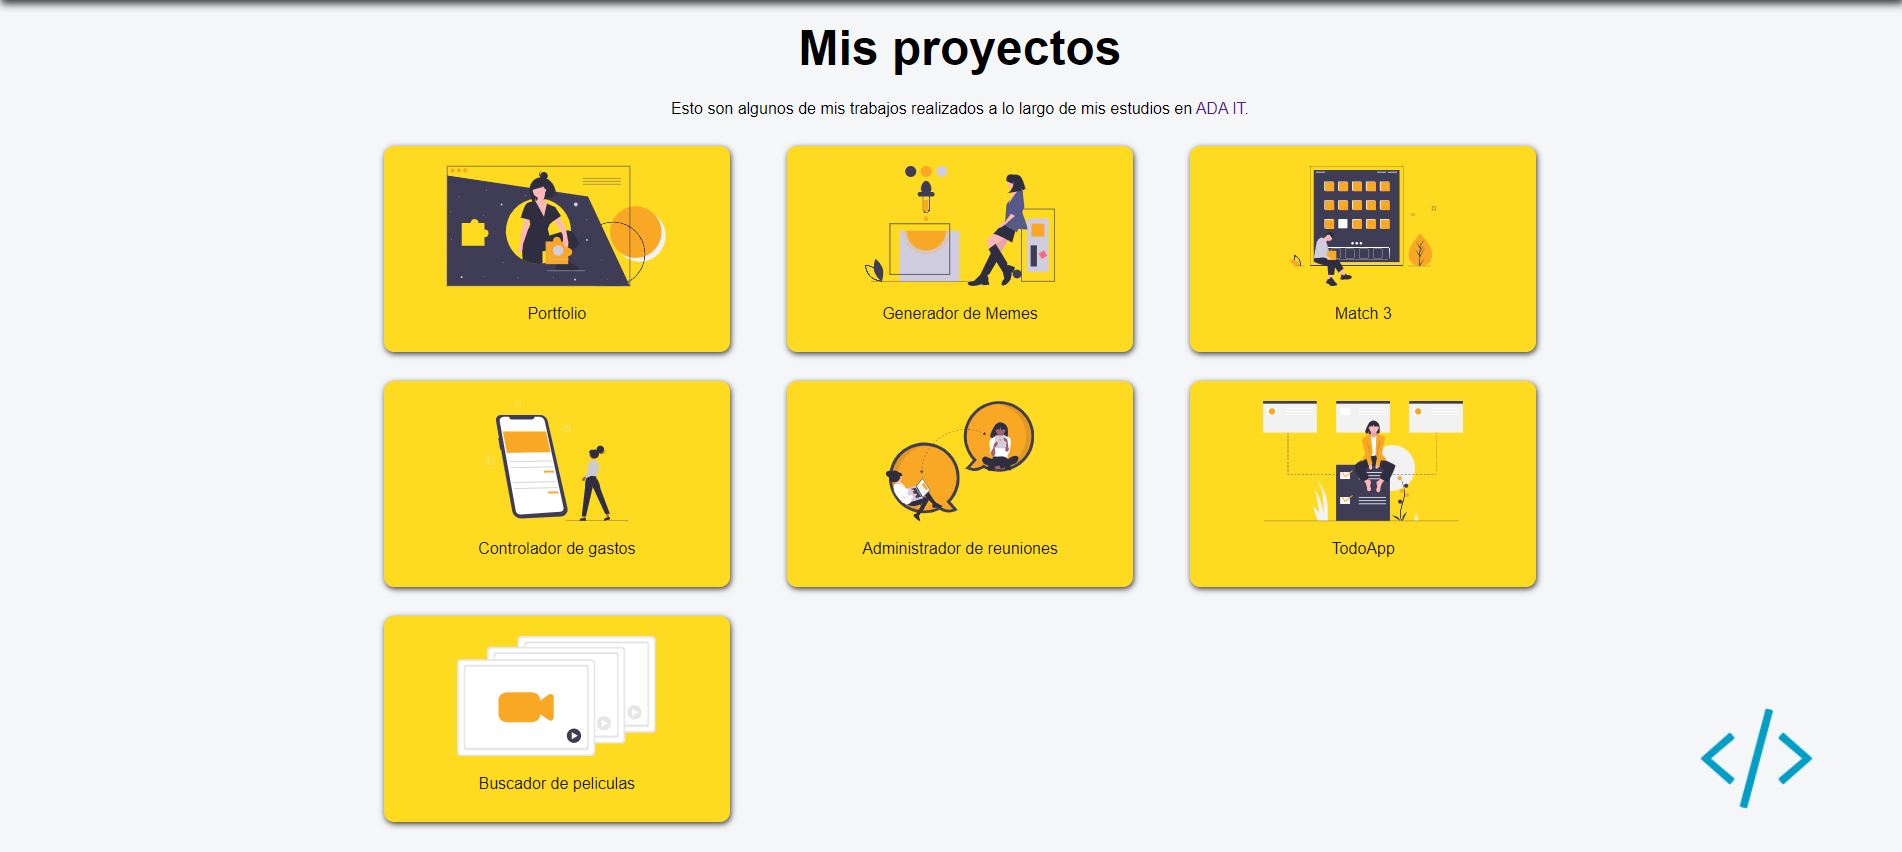 Mis proyectos
Esto son algunos de mis trabajos realizados a lo largo de mis estudios en ADA IT.
Portfolio
Generador de Memes
Match 3
Controlador de gastos
Administrador de reuniones
TodoApp
Buscador de peliculas
</>